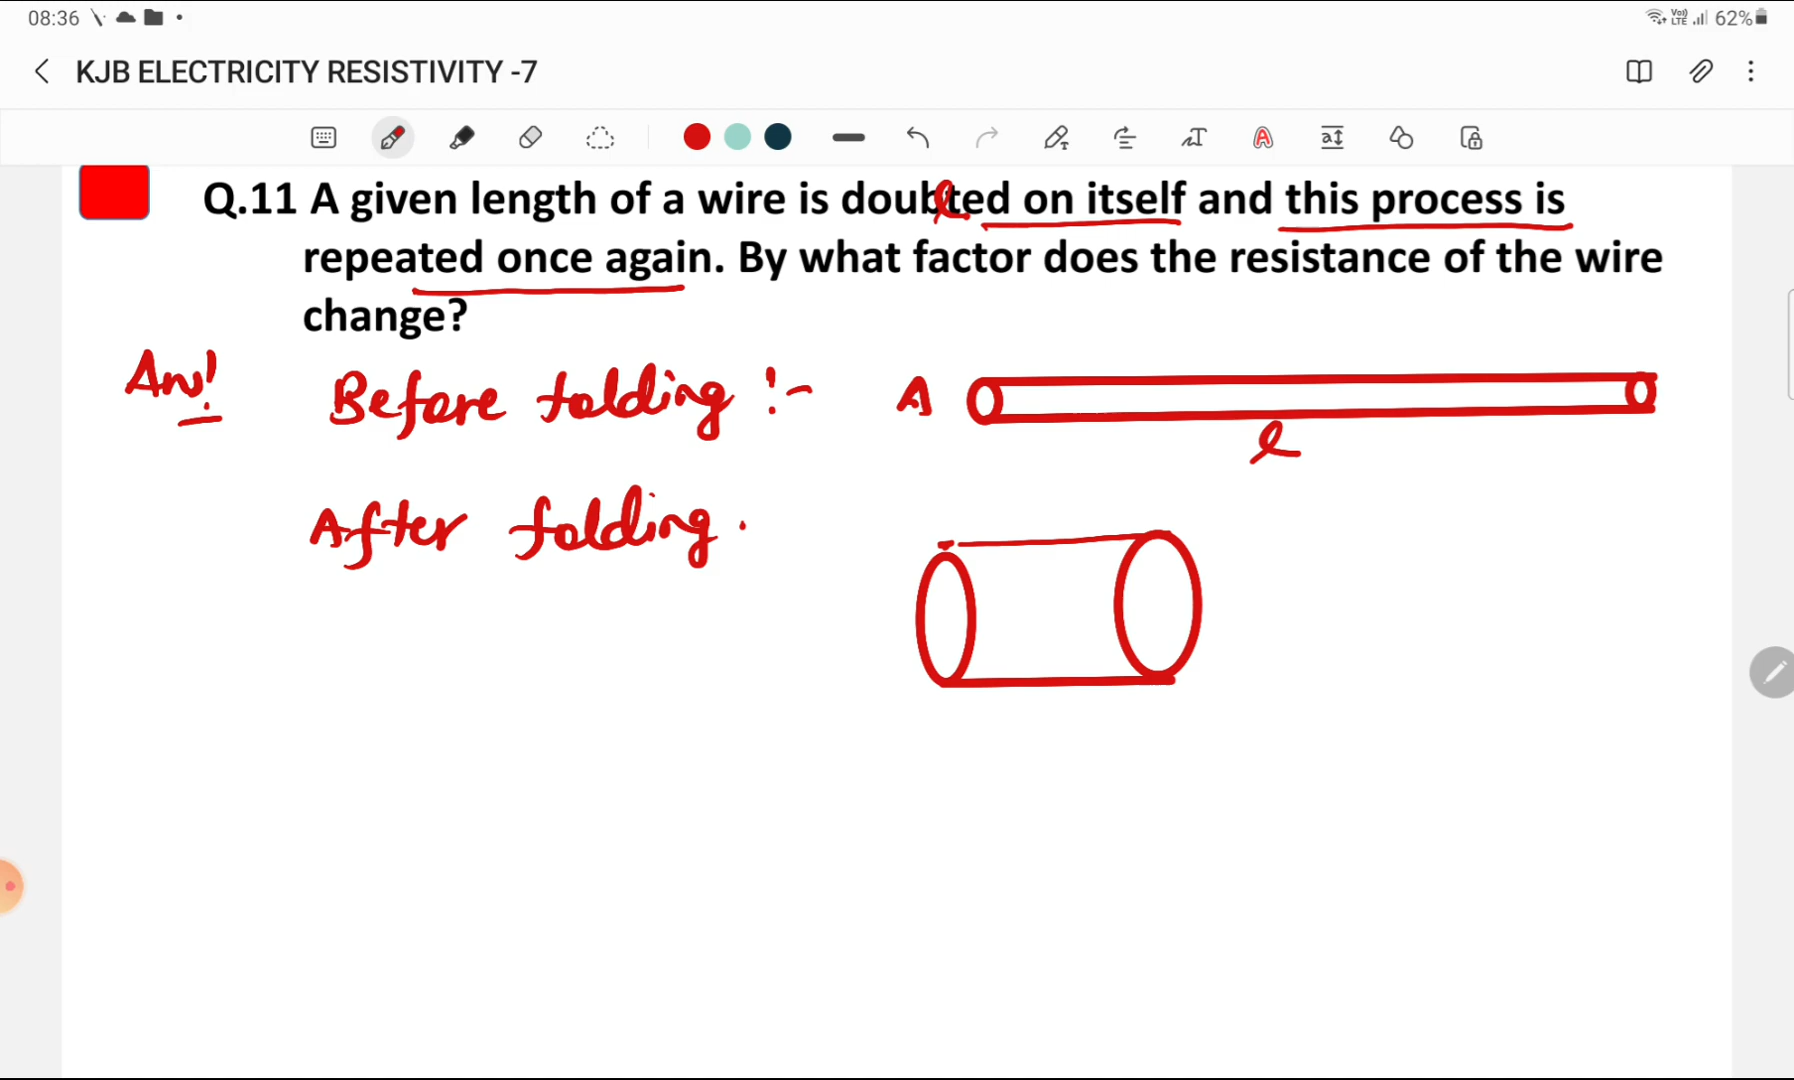 08:36
Vo)) LTE 62%
KJB ELECTRICITY RESISTIVITY -7
Q.11 A given length of a wire is doubled on itself and this process is
repeated once again. By what factor does the resistance of the wire
change?
Ans! Before folding :- A
l
After folding.